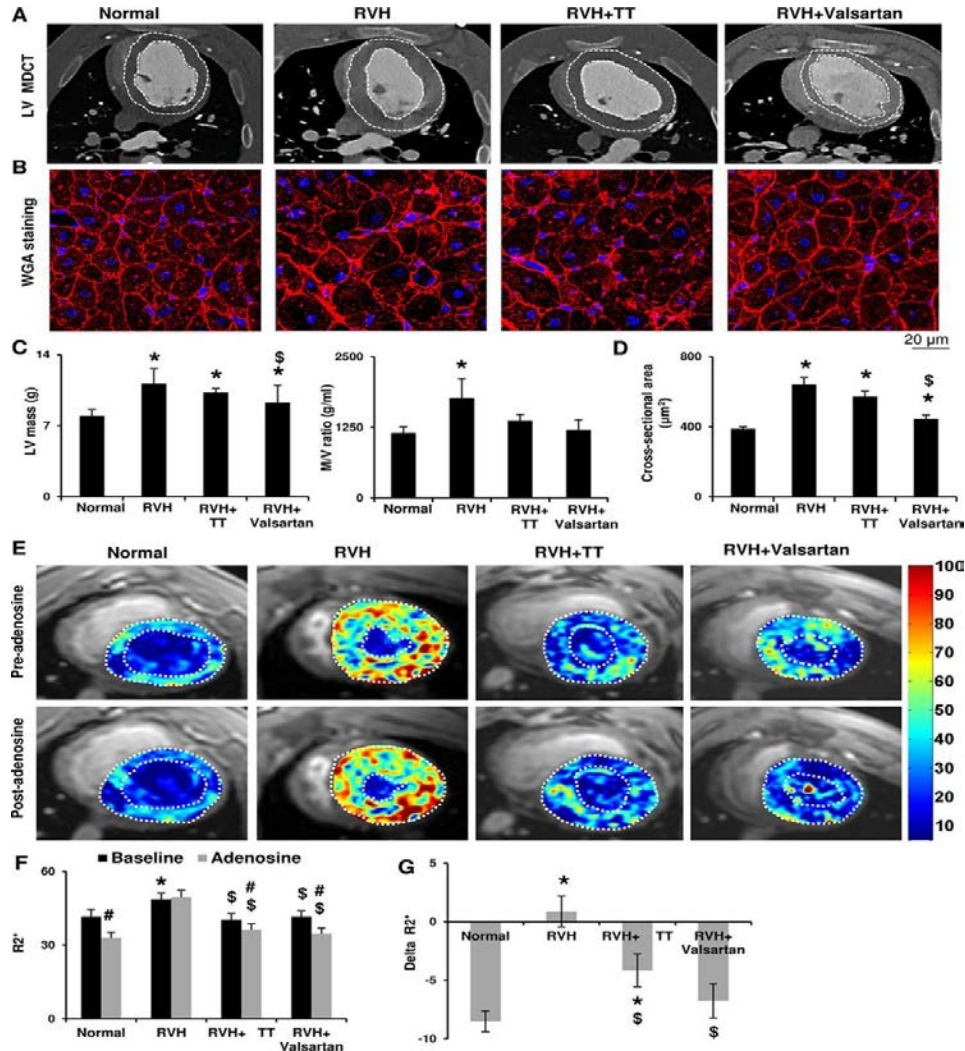 A
Normal
RVH
RVH+TT
RVH+Valsartan
LV MDCT
B
WGA staining
20 µm
C
14
7
0
LV mass (g)
*
*
$
*
Normal
RVH
RVH+
TT
RVH+
Valsartan
2500
1250
0
M/V ratio (g/ml)
*
Normal
RVH
RVH+
TT
RVH+Valsartan
D
800
400
0
Cross-sectional area
(µm²)
*
*
$
*
Normal
RVH
RVH+
TT
RVH+
Valsartan
E
Normal
RVH
RVH+TT
RVH+Valsartan
Pre-adenosine
Post-adenosine
100
90
80
70
60
50
40
30
20
10
F
Baseline
Adenosine
60
30
0
R2*
#
*
$
#
$
$
#
$
Normal
RVH
RVH+ TT
RVH+
Valsartan
G
5
0
-5
-10
Delta R2*
*
Normal
RVH
RVH+ TT
RVH+
Valsartan
*
$
$